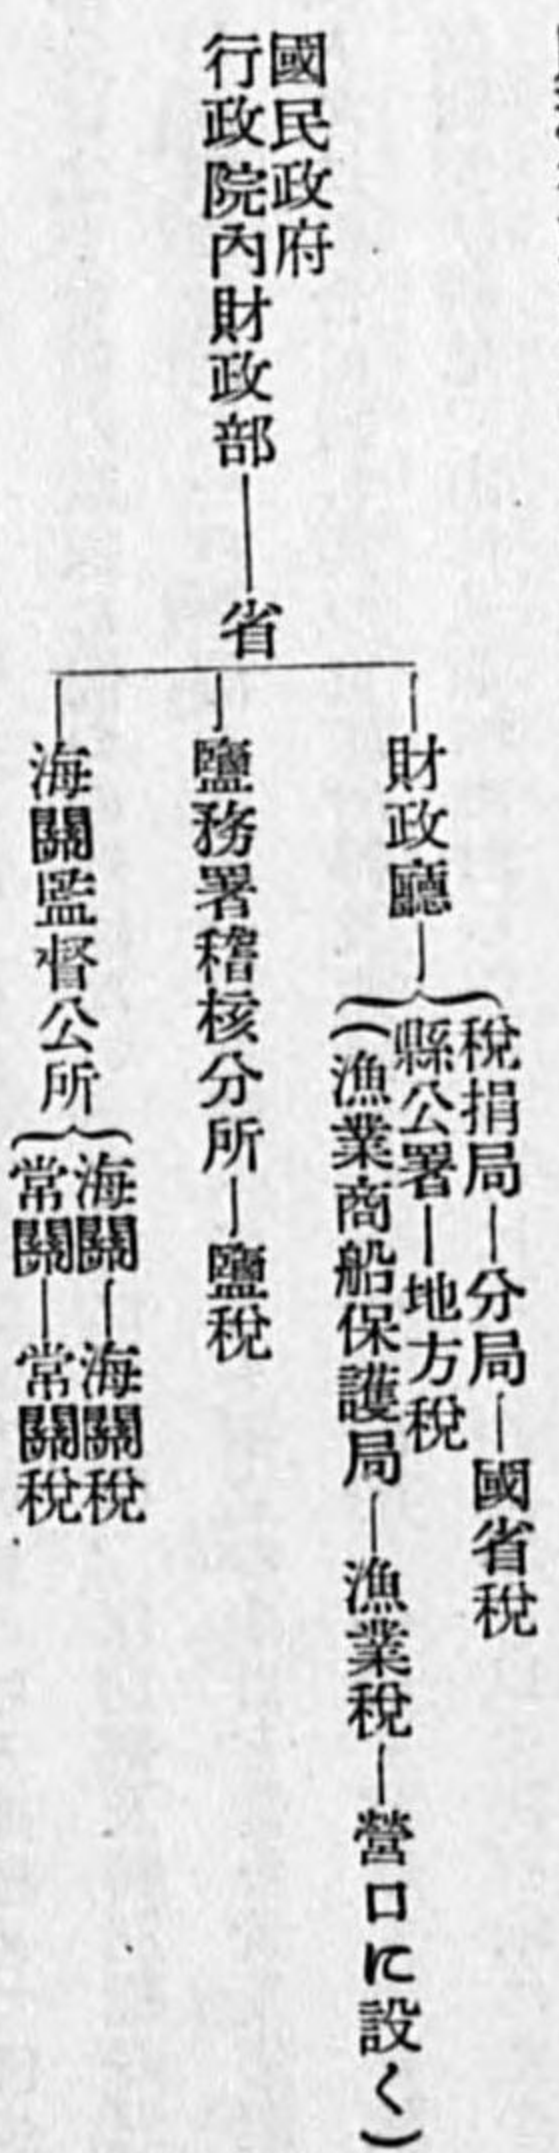 國民政府
行政院內財政部――省
財政廳―
稅捐局―分局―國省稅
縣公署―地方稅
(漁業商船保護局―漁業稅―營口に設く)
鹽務署稽核分所―鹽稅
海關監督公所
海關―海關稅
常關―常關稅